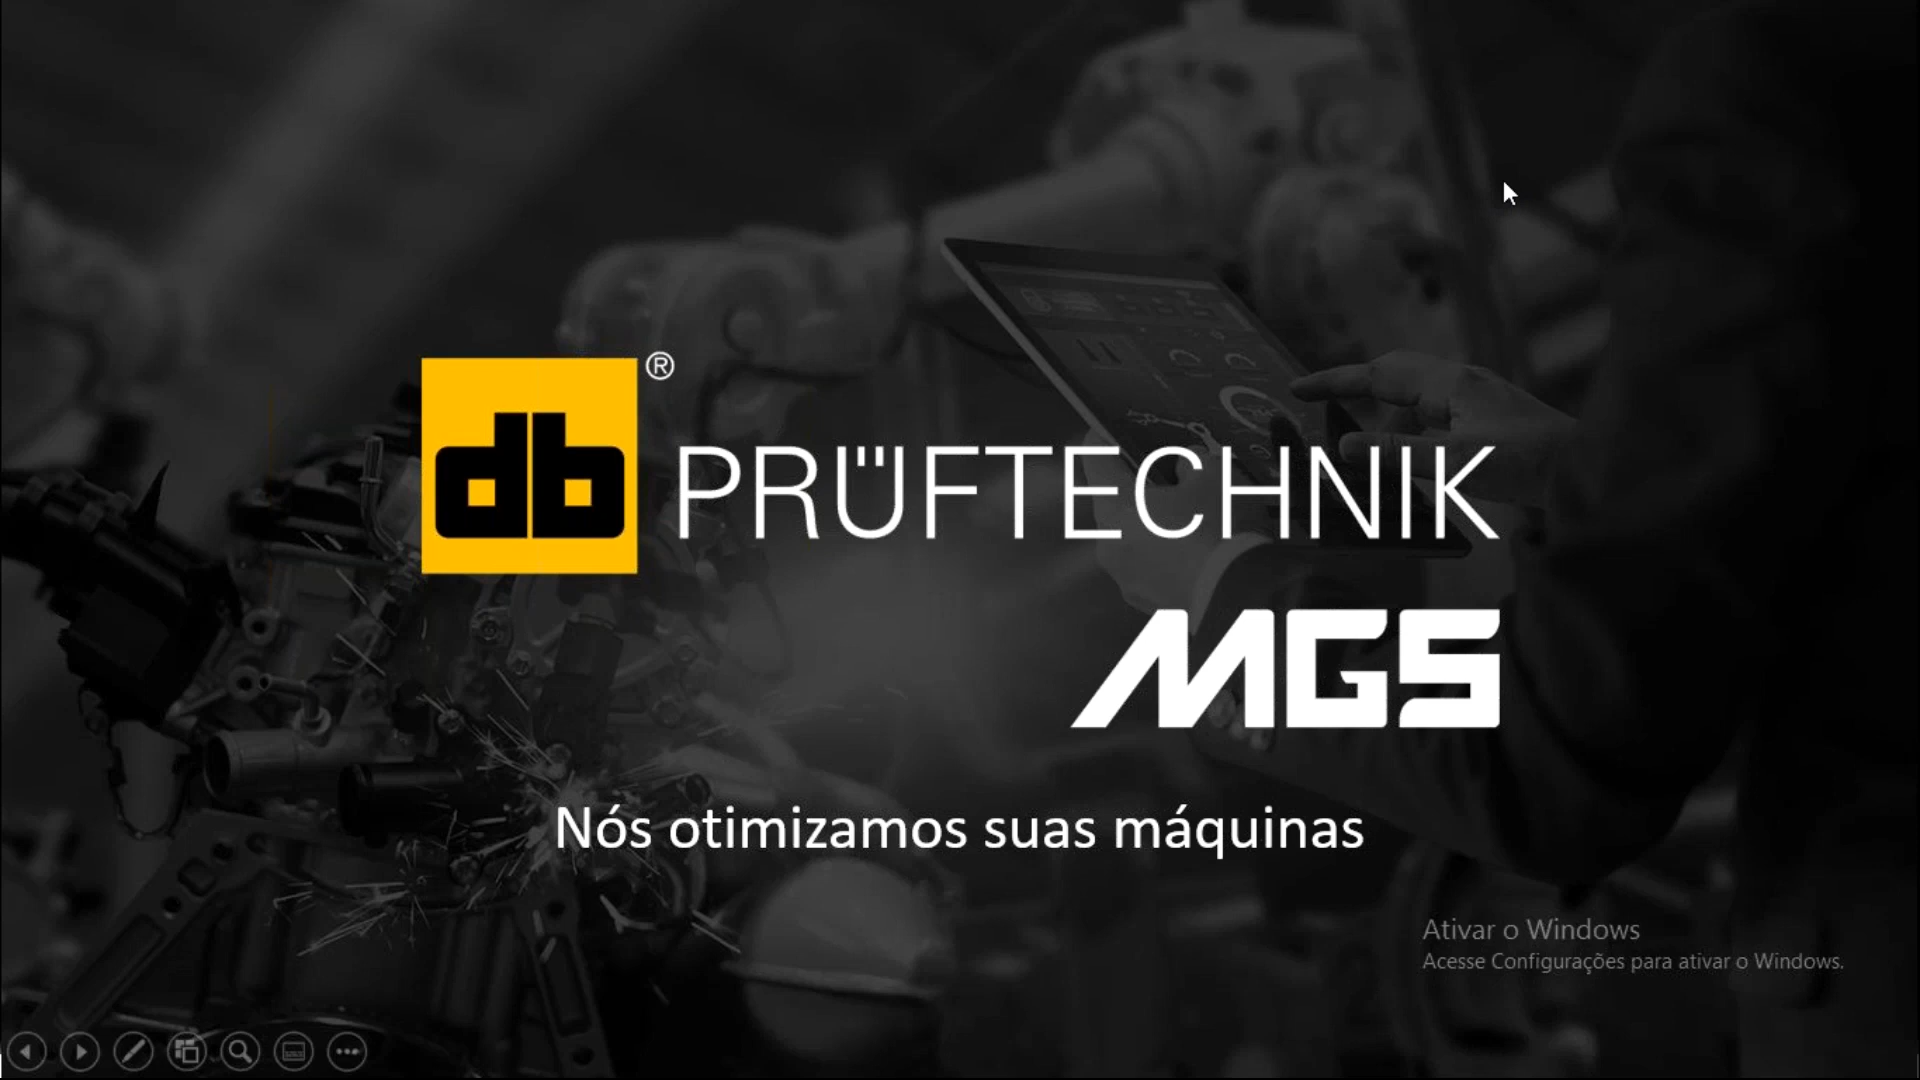 db®
PRÜFTECHNIK
MGS
Nós otimizamos suas máquinas
Ativar o Windows
Acesse Configurações para ativar o Windows.